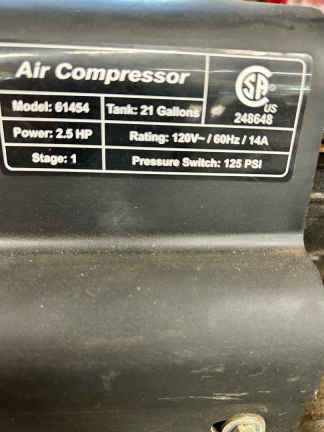 Air Compressor
SA
US
248648
Model: 61454
Tank: 21 Gallons
Power: 2.5 HP
Rating: 120V~ / 60Hz / 14A
Stage: 1
Pressure Switch: 125 PSI